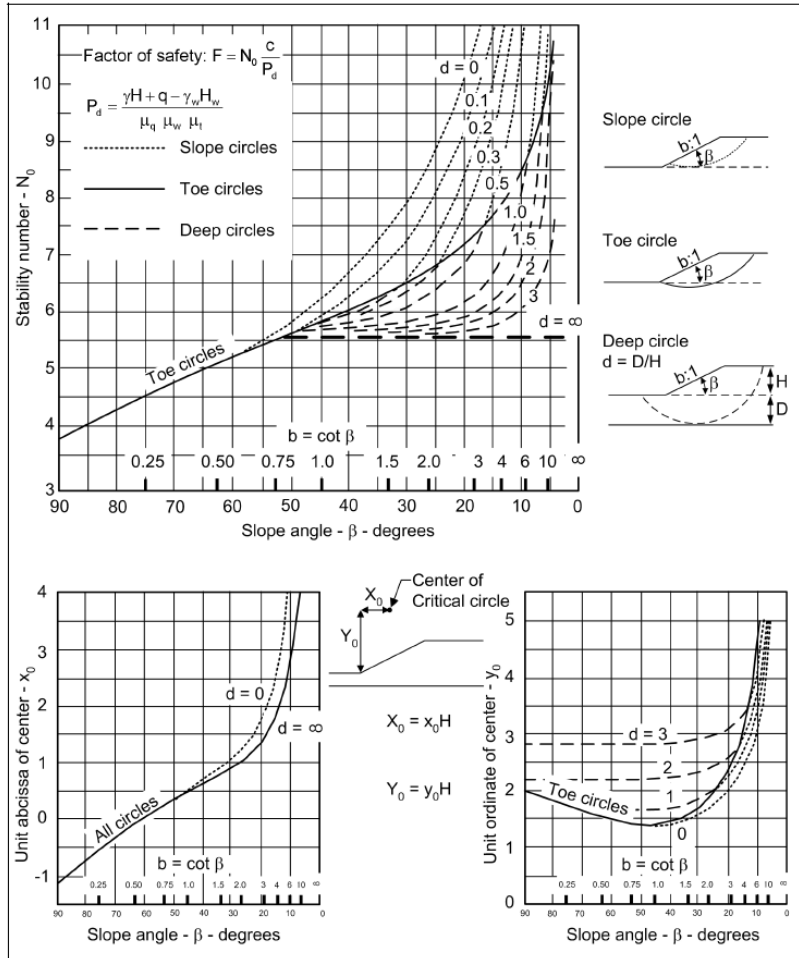 Factor of safety: F = N₀ c/P_d
P_d = (γH + q − γ_wH_w) / (μ_q μ_w μ_t)
Slope circles
Toe circles
Deep circles
Stability number - N₀
11
10
9
8
7
6
5
4
3
d = 0
0.1
0.2
0.3
0.5
1.0
1.5
2
3
d = ∞
Toe circles
b = cot β
0.25 0.50 0.75 1.0 1.5 2.0 3 4 6 10 ∞
90 80 70 60 50 40 30 20 10 0
Slope angle - β - degrees
Slope circle
b:1
β
Toe circle
b:1
β
Deep circle
d = D/H
b:1
β
H
D
Unit abcissa of center - x₀
4
3
2
1
0
-1
d = 0
d = ∞
All circles
b = cot β
0.25 0.50 0.75 1.0 1.5 2.0 3 4 6 10 ∞
90 80 70 60 50 40 30 20 10 0
Slope angle - β - degrees
X₀
Center of
Critical circle
Y₀
X₀ = x₀H
Y₀ = y₀H
Unit ordinate of center - y₀
5
4
3
2
1
0
d = 3
2
1
0
Toe circles
b = cot β
0.25 0.50 0.75 1.0 1.5 2.0 3 4 6 10 ∞
90 80 70 60 50 40 30 20 10 0
Slope angle - β - degrees